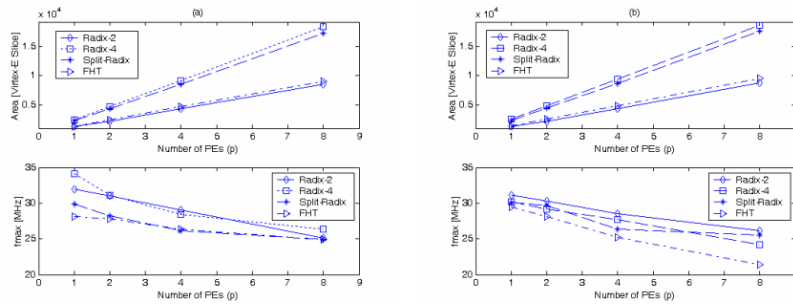 (a)
x 10^4
Area [Virtex-E Slice]
1.5
1
0.5
Radix-2
Radix-4
Split-Radix
FHT
0 1 2 3 4 5 6 7 8 9
Number of PEs (p)
fmax [MHz]
35
30
25
20
Radix-2
Radix-4
Split-Radix
FHT
0 1 2 3 4 5 6 7 8 9
Number of PEs (p)
(b)
x 10^4
Area [Virtex-E Slice]
1.5
1
0.5
Radix-2
Radix-4
Split-Radix
FHT
0 1 2 3 4 5 6 7 8 9
Number of PEs (p)
fmax [MHz]
35
30
25
20
Radix-2
Radix-4
Split-Radix
FHT
0 1 2 3 4 5 6 7 8 9
Number of PEs (p)